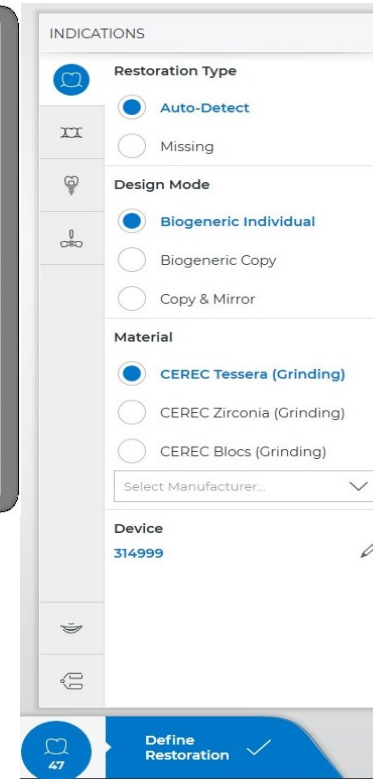 INDICATIONS
Restoration Type
Auto-Detect
Missing
Design Mode
Biogeneric Individual
Biogeneric Copy
Copy & Mirror
Material
CEREC Tessera (Grinding)
CEREC Zirconia (Grinding)
CEREC Blocs (Grinding)
Select Manufacturer...
Device
314999
47
Define
Restoration